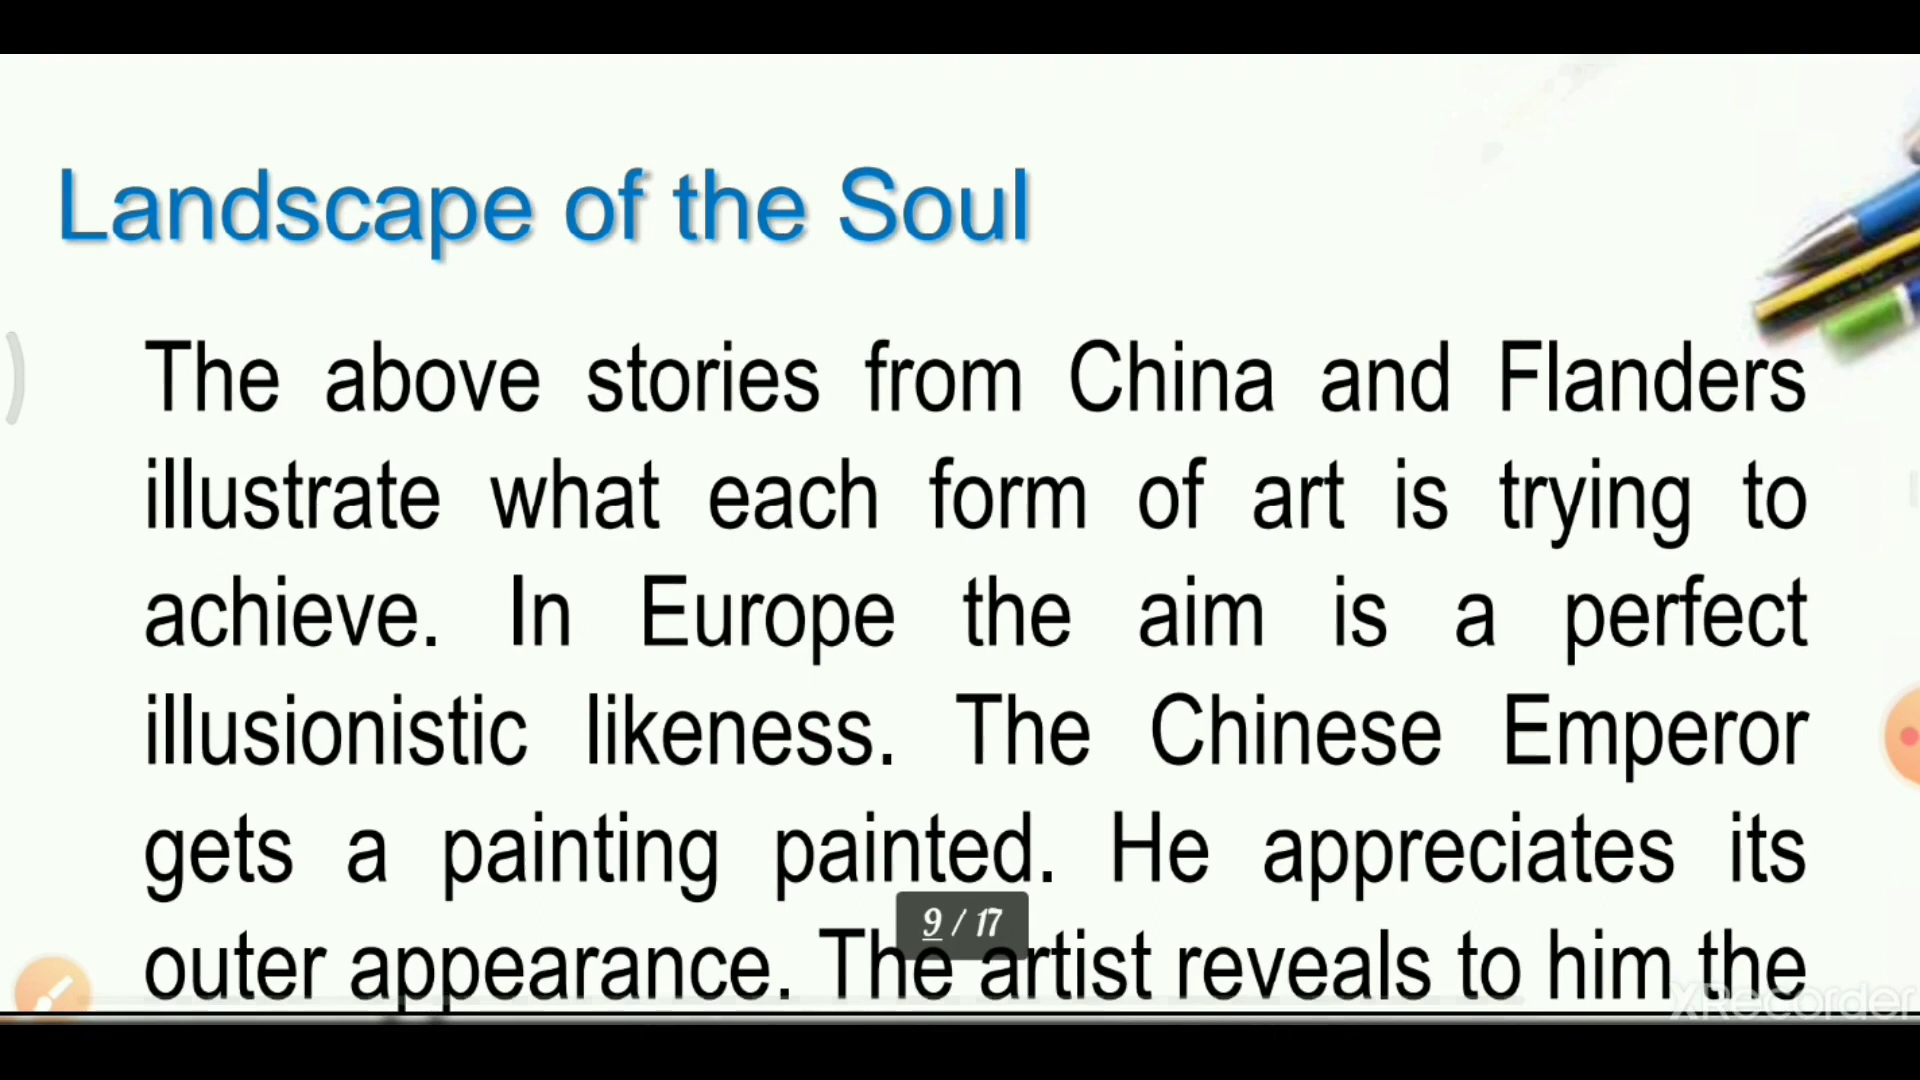 Landscape of the Soul
The above stories from China and Flanders
illustrate what each form of art is trying to
achieve. In Europe the aim is a perfect
illusionistic likeness. The Chinese Emperor
gets a painting painted. He appreciates its
9 / 17
outer appearance. The artist reveals to him the
XRecorder